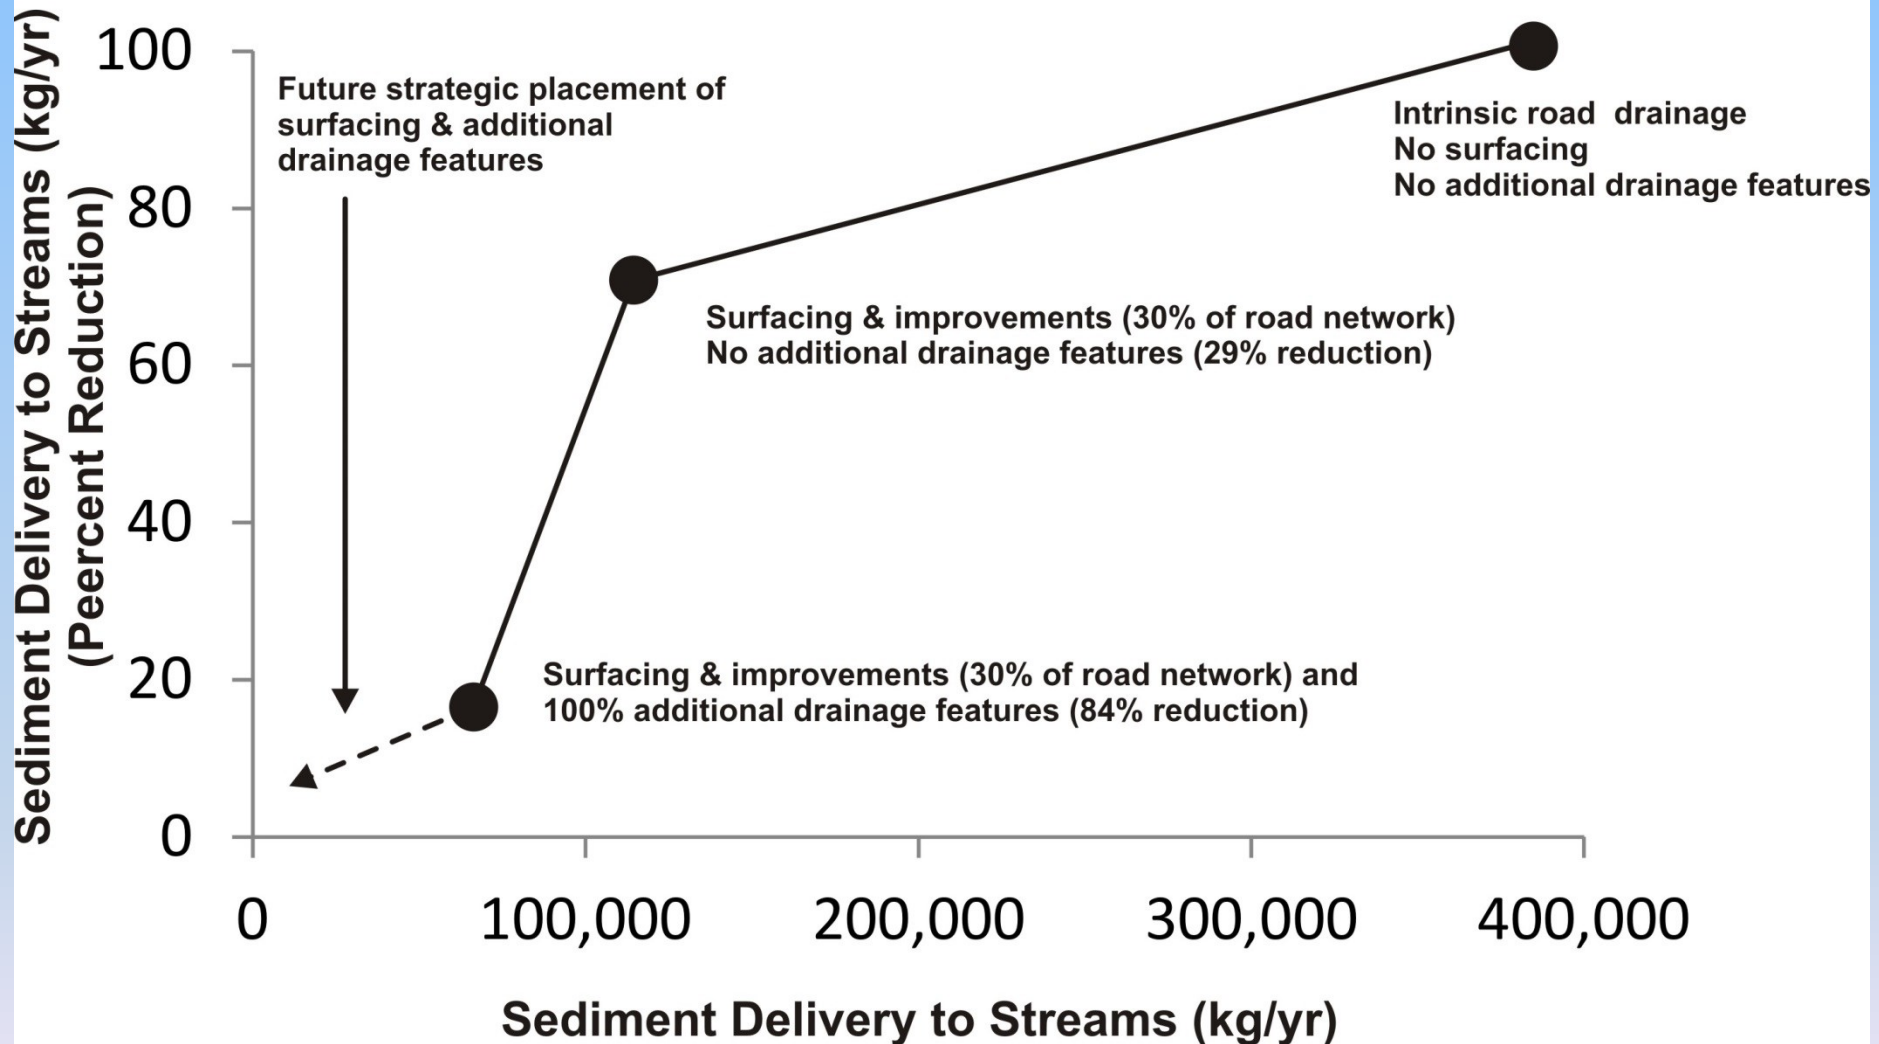 Sediment Delivery to Streams (kg/yr)
(Peercent Reduction)
100
80
60
40
20
0
Future strategic placement of
surfacing & additional
drainage features
Intrinsic road drainage
No surfacing
No additional drainage features
Surfacing & improvements (30% of road network)
No additional drainage features (29% reduction)
Surfacing & improvements (30% of road network) and
100% additional drainage features (84% reduction)
0
100,000
200,000
300,000
400,000
Sediment Delivery to Streams (kg/yr)